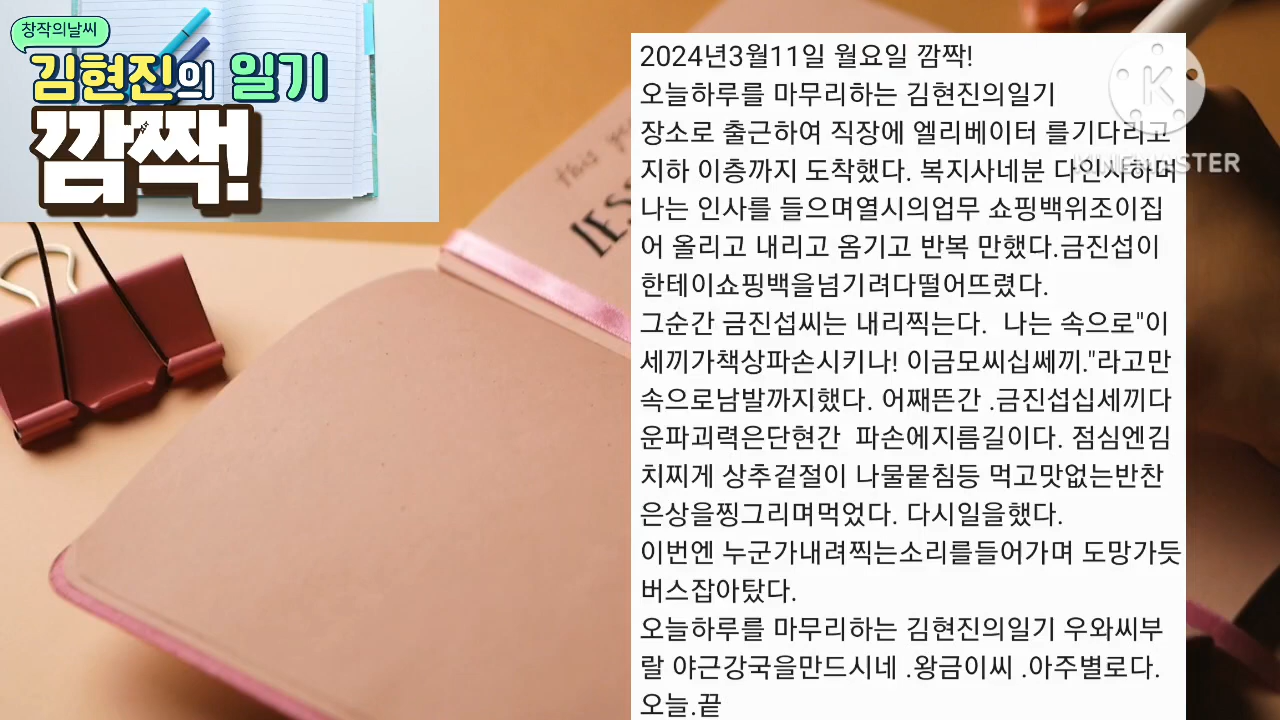 창작의날씨
김현진의 일기
깜짝!
this
LES
2024년3월11일 월요일 깜짝!
오늘하루를 마무리하는 김현진의일기
장소로 출근하여 직장에 엘리베이터 를기다리고
지하 이층까지 도착했다. 복지사네분 다인사하며
나는 인사를 들으며열시의업무 쇼핑백위조이집
어 올리고 내리고 옴기고 반복 만했다.금진섭이
한테이쇼핑백을넘기려다떨어뜨렸다.
그순간 금진섭씨는 내리찍는다. 나는 속으로"이
세끼가책상파손시키나! 이금모씨십쎄끼."라고만
속으로남발까지했다. 어째뜬간 .금진섭십세끼다
운파괴력은단현간 파손에지름길이다. 점심엔김
치찌게 상추겉절이 나물뭍침등 먹고맛없는반찬
은상을찡그리며먹었다. 다시일을했다.
이번엔 누군가내려찍는소리를들어가며 도망가듯
버스잡아탔다.
오늘하루를 마무리하는 김현진의일기 우와씨부
랄 야근강국을만드시네 .왕금이씨 .아주별로다.
오늘.끝
K
KINEMASTER